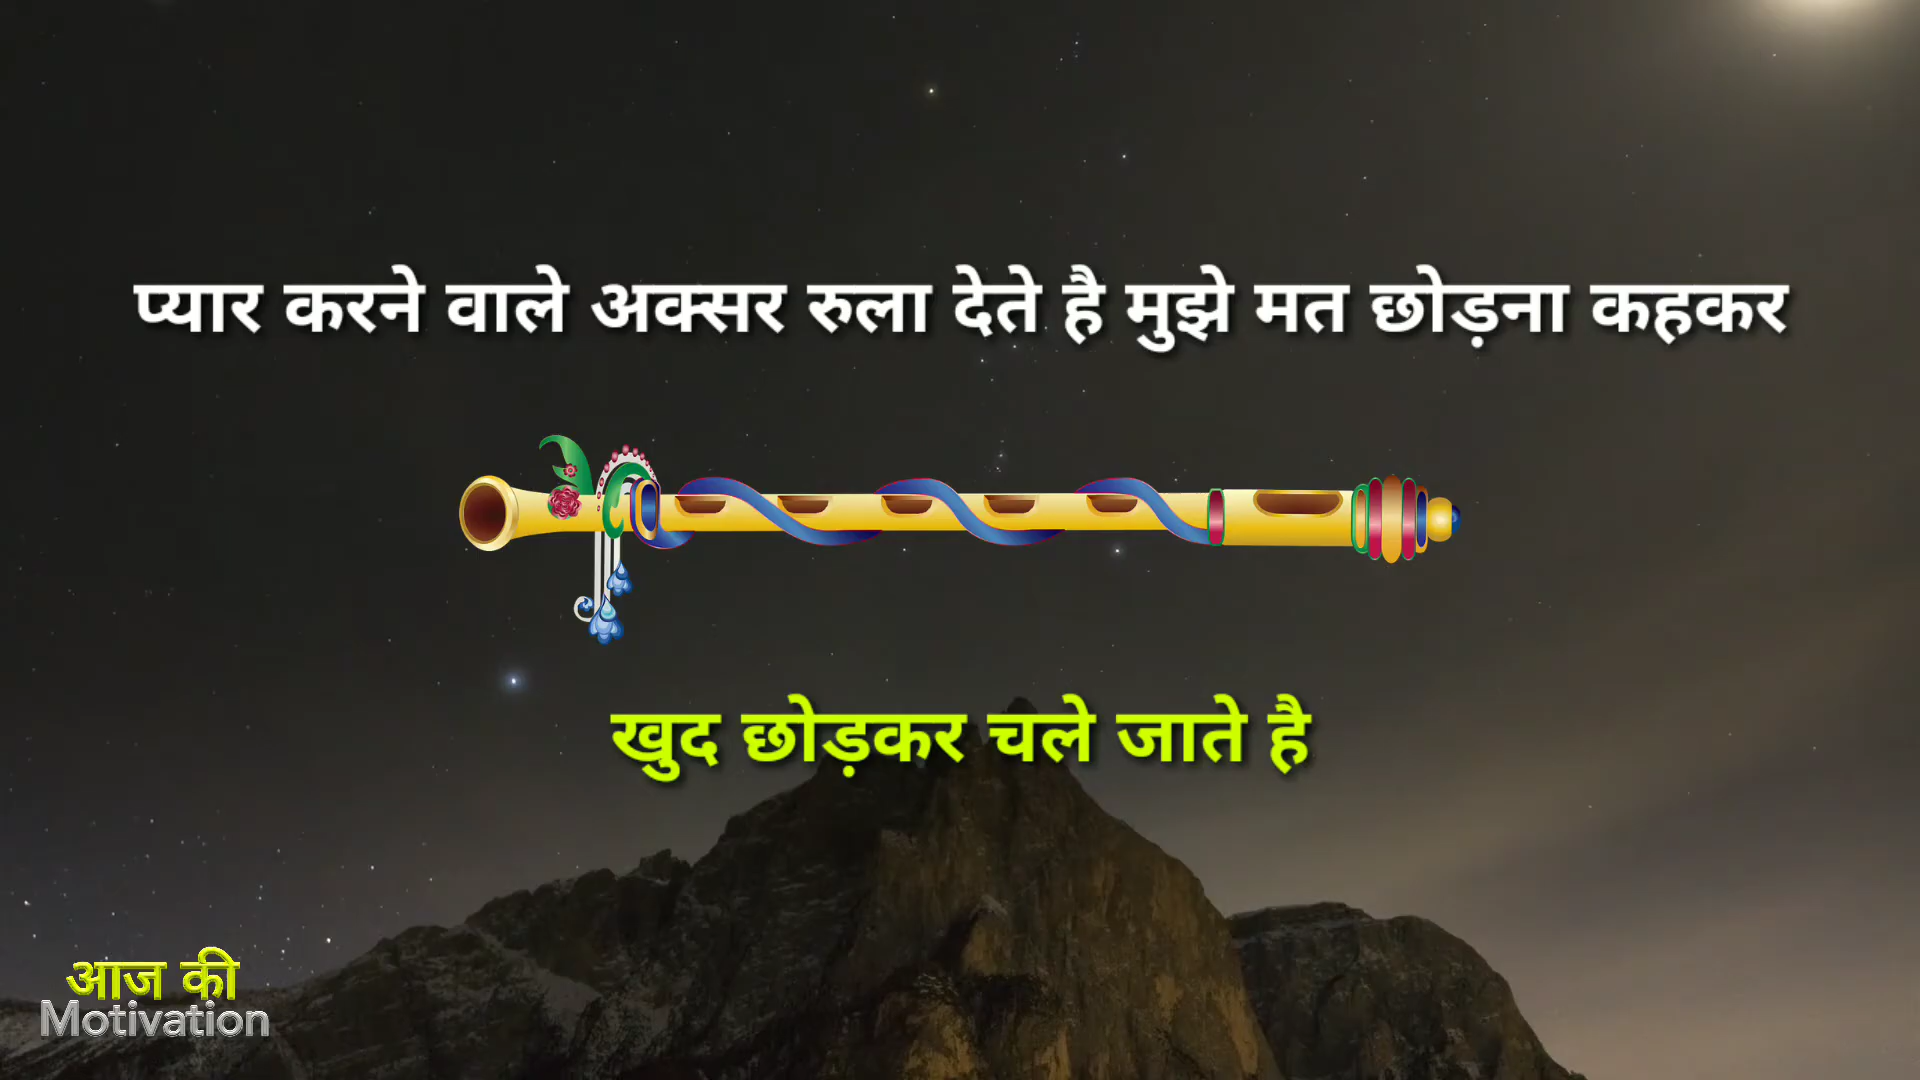 प्यार करने वाले अक्सर रुला देते है मुझे मत छोड़ना कहकर
खुद छोड़कर चले जाते है
आज की
Motivation